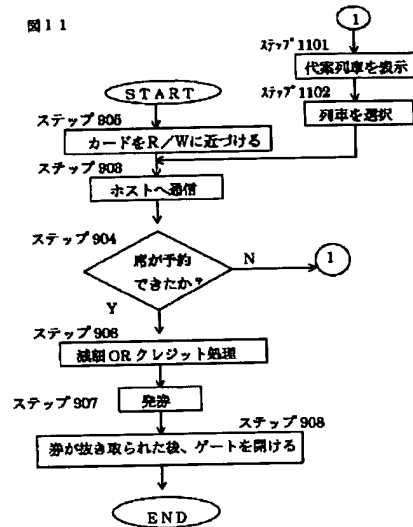 図11
1
ステップ1101
代案列車を表示
ステップ1102
列車を選択
START
ステップ905
カードをR/Wに近づける
ステップ903
ホストへ通信
ステップ904
席が予約
できたか?
N
1
Y
ステップ906
減額ORクレジット処理
ステップ907
発券
ステップ908
券が抜き取られた後、ゲートを開ける
END